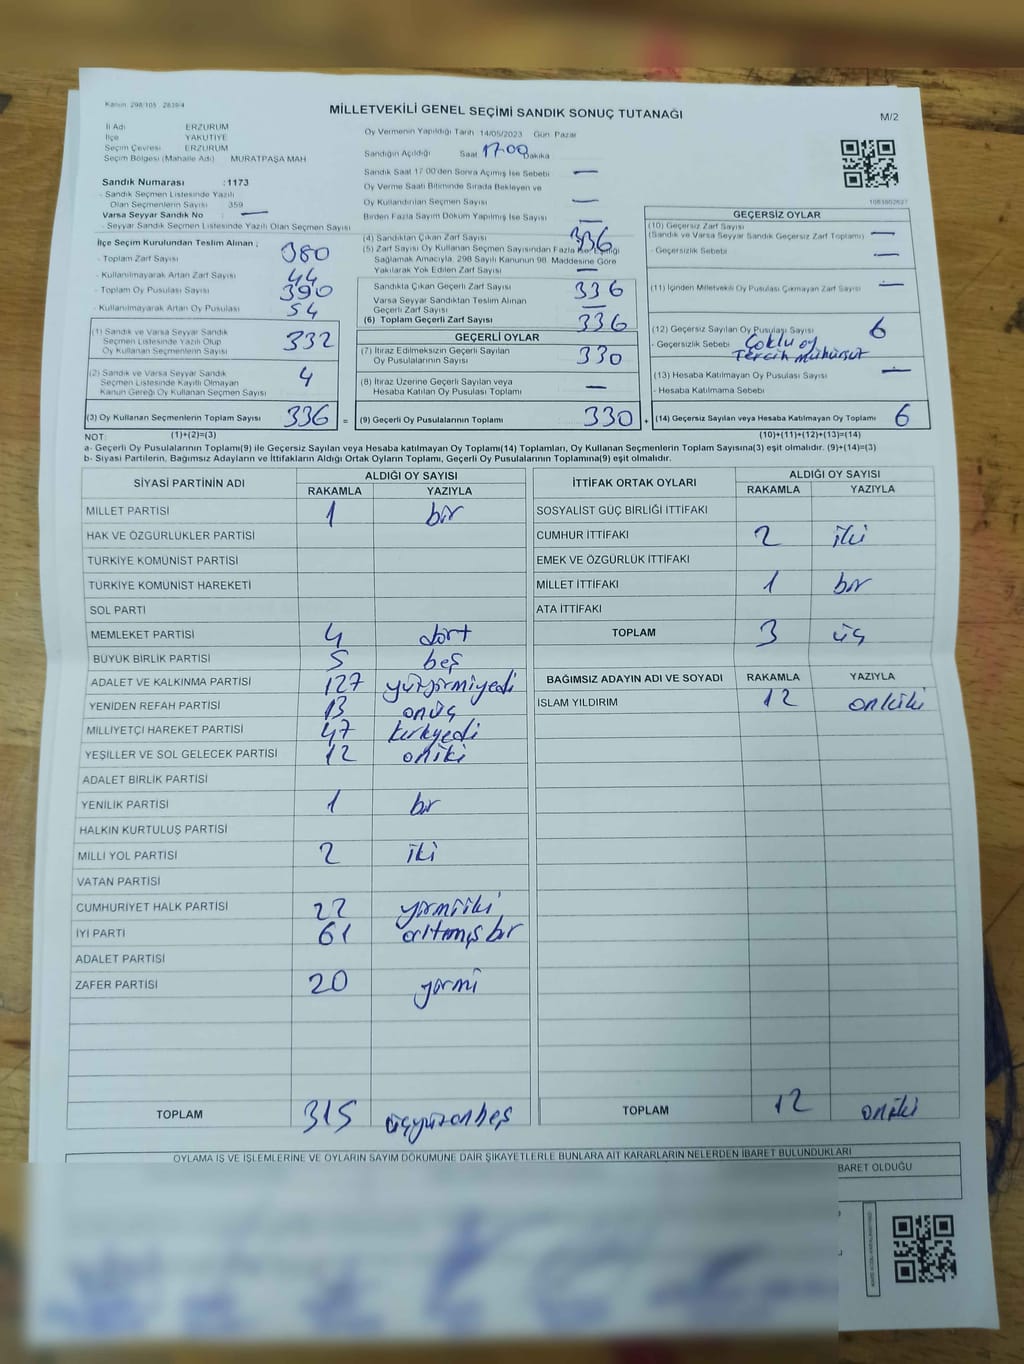 Kanun: 298/105 2839/4
MİLLETVEKİLİ GENEL SEÇİMİ SANDIK SONUÇ TUTANAĞI
M/2
İl Adı ERZURUM
İlçe YAKUTİYE
Seçim Çevresi ERZURUM
Seçim Bölgesi (Mahalle Adı) MURATPAŞA MAH
Sandık Numarası :1173
- Sandık Seçmen Listesinde Yazılı
Olan Seçmenlerin Sayısı 359
Varsa Seyyar Sandık No —
- Seyyar Sandık Seçmen Listesinde Yazılı Olan Seçmen Sayısı
Oy Vermenin Yapıldığı Tarih 14/05/2023 Gün Pazar
Sandığın Açıldığı Saat 17:00 Dakika
Sandık Saat 17:00'den Sonra Açımış İse Sebebi —
Oy Verme Saati Bitiminde Sırada Bekleyen ve
Oy Kullandırılan Seçmen Sayısı —
Birden Fazla Sayım Döküm Yapılmış İse Sayısı —
1083802627
İlçe Seçim Kurulundan Teslim Alınan ;
- Toplam Zarf Sayısı 380
- Kullanılmayarak Artan Zarf Sayısı 44
- Toplam Oy Pusulası Sayısı 390
- Kullanılmayarak Artan Oy Pusulası 54
(1) Sandık ve Varsa Seyyar Sandık
Seçmen Listesinde Yazılı Olup
Oy Kullanan Seçmenlerin Sayısı 332
(2) Sandık ve Varsa Seyyar Sandık
Seçmen Listesinde Kayıtlı Olmayan
Kanun Gereği Oy Kullanan Seçmen Sayısı 4
(3) Oy Kullanan Seçmenlerin Toplam Sayısı 336 =
(4) Sandıktan Çıkan Zarf Sayısı 336
(5) Zarf Sayısı Oy Kullanan Seçmen Sayısından Fazla İse, Eşitliği
Sağlamak Amacıyla, 298 Sayılı Kanunun 98. Maddesine Göre
Yakılarak Yok Edilen Zarf Sayısı —
Sandıkta Çıkan Geçerli Zarf Sayısı 336
Varsa Seyyar Sandıktan Teslim Alınan
Geçerli Zarf Sayısı —
(6) Toplam Geçerli Zarf Sayısı 336
GEÇERLİ OYLAR
(7) İtiraz Edilmeksizin Geçerli Sayılan
Oy Pusulalarının Sayısı 330
(8) İtiraz Üzerine Geçerli Sayılan veya
Hesaba Katılan Oy Pusulası Toplamı —
(9) Geçerli Oy Pusulalarının Toplamı 330 +
GEÇERSİZ OYLAR
(10) Geçersiz Zarf Sayısı
(Sandık ve Varsa Seyyar Sandık Geçersiz Zarf Toplamı) —
- Geçersizlik Sebebi —
(11) İçinden Milletvekili Oy Pusulası Çıkmayan Zarf Sayısı —
(12) Geçersiz Sayılan Oy Pusulası Sayısı 6
- Geçersizlik Sebebi Çoklu oy
Tercih mühürsüz
(13) Hesaba Katılmayan Oy Pusulası Sayısı —
- Hesaba Katılmama Sebebi
(14) Geçersiz Sayılan veya Hesaba Katılmayan Oy Toplamı 6
NOT: (1)+(2)=(3) (10)+(11)+(12)+(13)=(14)
a- Geçerli Oy Pusulalarının Toplamı(9) ile Geçersiz Sayılan veya Hesaba katılmayan Oy Toplamı(14) Toplamları, Oy Kullanan Seçmenlerin Toplam Sayısına(3) eşit olmalıdır. (9)+(14)=(3)
b- Siyasi Partilerin, Bağımsız Adayların ve İttifakların Aldığı Ortak Oyların Toplamı, Geçerli Oy Pusulalarının Toplamına(9) eşit olmalıdır.
SİYASİ PARTİNİN ADI ALDIĞI OY SAYISI
RAKAMLA YAZIYLA
MİLLET PARTİSİ 1 bir
HAK VE ÖZGÜRLÜKLER PARTİSİ
TÜRKİYE KOMÜNİST PARTİSİ
TÜRKİYE KOMÜNİST HAREKETİ
SOL PARTİ
MEMLEKET PARTİSİ 4 dört
BÜYÜK BİRLİK PARTİSİ 5 beş
ADALET VE KALKINMA PARTİSİ 127 yüzyirmiyedi
YENİDEN REFAH PARTİSİ 13 onüç
MİLLİYETÇİ HAREKET PARTİSİ 47 kırkyedi
YEŞİLLER VE SOL GELECEK PARTİSİ 12 oniki
ADALET BİRLİK PARTİSİ
YENİLİK PARTİSİ 1 bir
HALKIN KURTULUŞ PARTİSİ
MİLLİ YOL PARTİSİ 2 iki
VATAN PARTİSİ
CUMHURİYET HALK PARTİSİ 22 yirmiiki
İYİ PARTİ 61 altmış bir
ADALET PARTİSİ
ZAFER PARTİSİ 20 yirmi
TOPLAM 315 üçyüzonbeş
İTTİFAK ORTAK OYLARI ALDIĞI OY SAYISI
RAKAMLA YAZIYLA
SOSYALİST GÜÇ BİRLİĞİ İTTİFAKI
CUMHUR İTTİFAKI 2 iki
EMEK VE ÖZGÜRLÜK İTTİFAKI
MİLLET İTTİFAKI 1 bir
ATA İTTİFAKI
TOPLAM 3 üç
BAĞIMSIZ ADAYIN ADI VE SOYADI RAKAMLA YAZIYLA
İSLAM YILDIRIM 12 onikiki
TOPLAM 12 oniki
OYLAMA İŞ VE İŞLEMLERİNE VE OYLARIN SAYIM DÖKÜMÜNE DAİR ŞİKAYETLERLE BUNLARA AİT KARARLARIN NELERDEN İBARET BULUNDUKLARI
BARET OLDUĞU